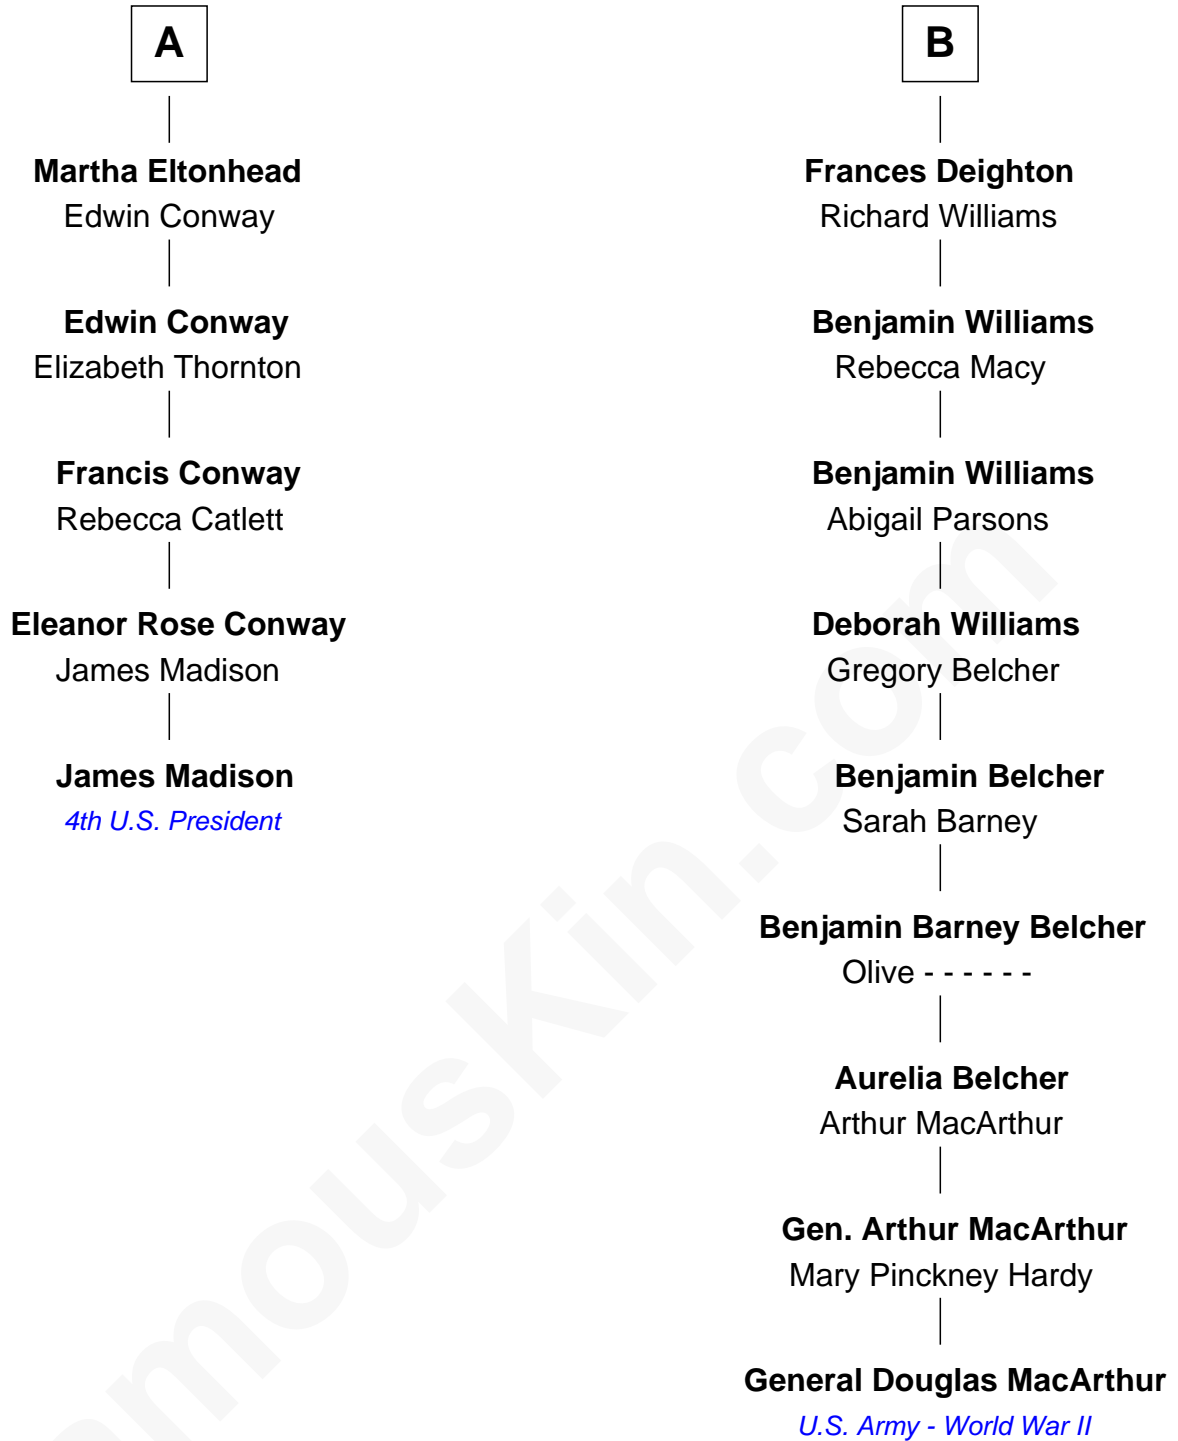 A
Martha Eltonhead
Edwin Conway
Edwin Conway
Elizabeth Thornton
Francis Conway
Rebecca Catlett
Eleanor Rose Conway
James Madison
James Madison
4th U.S. President
B
Frances Deighton
Richard Williams
Benjamin Williams
Rebecca Macy
Benjamin Williams
Abigail Parsons
Deborah Williams
Gregory Belcher
Benjamin Belcher
Sarah Barney
Benjamin Barney Belcher
Olive - - - - - -
Aurelia Belcher
Arthur MacArthur
Gen. Arthur MacArthur
Mary Pinckney Hardy
General Douglas MacArthur
U.S. Army - World War II
amousKin.com